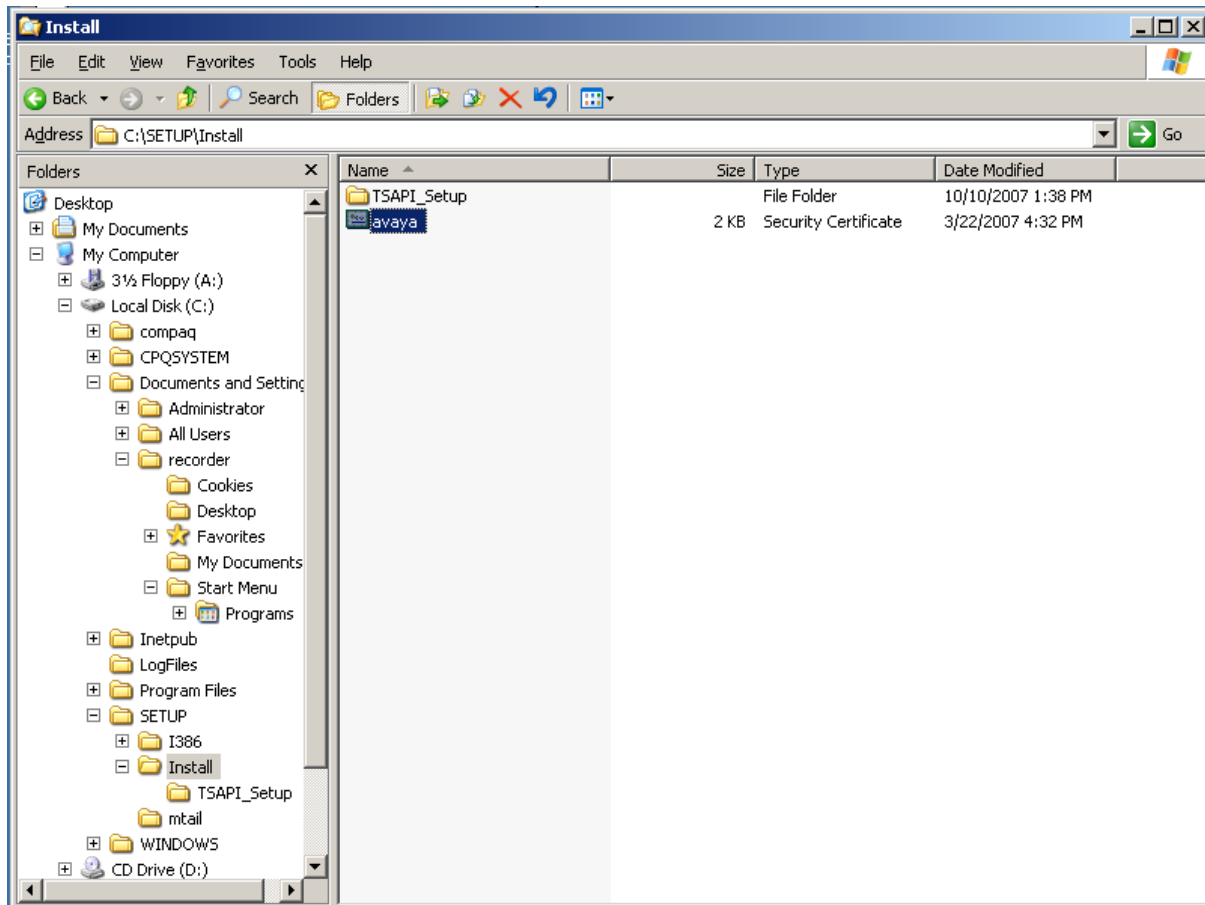 Install
File Edit View Favorites Tools Help
Back Search Folders
Address C:\SETUP\Install Go
Folders
Name Size Type Date Modified
TSAPI_Setup File Folder 10/10/2007 1:38 PM
avaya 2 KB Security Certificate 3/22/2007 4:32 PM
Desktop
My Documents
My Computer
3½ Floppy (A:)
Local Disk (C:)
compaq
CPQSYSTEM
Documents and Setting
Administrator
All Users
recorder
Cookies
Desktop
Favorites
My Documents
Start Menu
Programs
Inetpub
LogFiles
Program Files
SETUP
I386
Install
TSAPI_Setup
mtail
WINDOWS
CD Drive (D:)